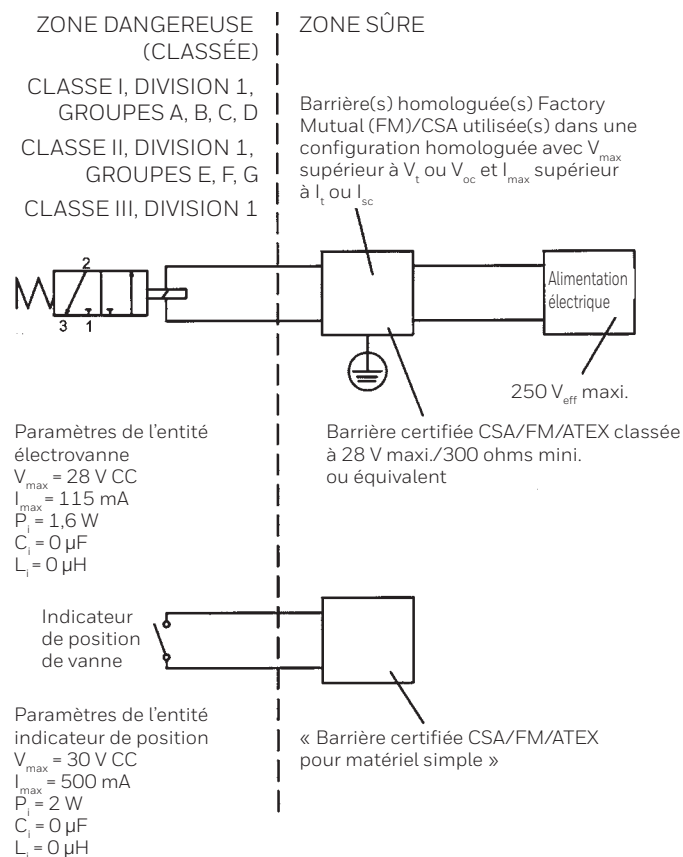 ZONE DANGEREUSE
(CLASSÉE)
CLASSE I, DIVISION 1,
GROUPES A, B, C, D
CLASSE II, DIVISION 1,
GROUPES E, F, G
CLASSE III, DIVISION 1
ZONE SÛRE
Barrière(s) homologuée(s) Factory
Mutual (FM)/CSA utilisée(s) dans une
configuration homologuée avec Vmax
supérieur à Vt ou Voc et Imax supérieur
à It ou Isc
2
3 1
Alimentation
électrique
250 Veff maxi.
Barrière certifiée CSA/FM/ATEX classée
à 28 V maxi./300 ohms mini.
ou équivalent
Paramètres de l'entité
électrovanne
Vmax = 28 V CC
Imax = 115 mA
Pi = 1,6 W
Ci = 0 µF
Li = 0 µH
Indicateur
de position
de vanne
Paramètres de l'entité
indicateur de position
Vmax = 30 V CC
Imax = 500 mA
Pi = 2 W
Ci = 0 µF
Li = 0 µH
« Barrière certifiée CSA/FM/ATEX
pour matériel simple »